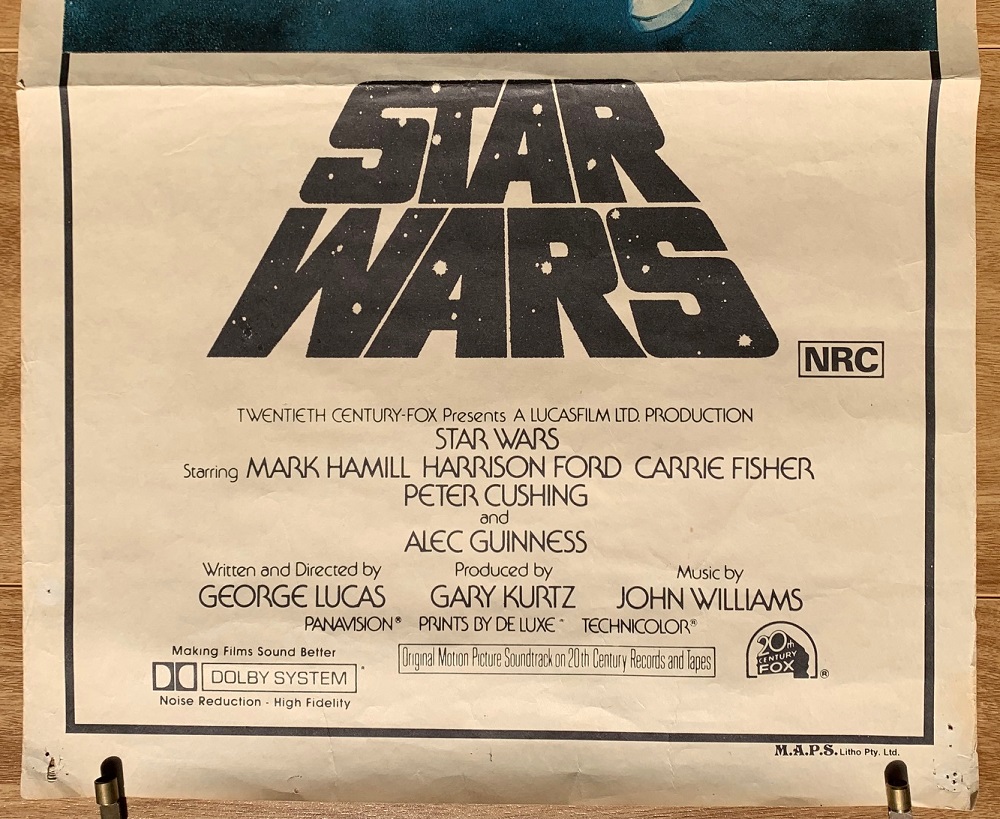 STAR
WARS
NRC
TWENTIETH CENTURY-FOX Presents A LUCASFILM LTD. PRODUCTION
STAR WARS
Starring MARK HAMILL HARRISON FORD CARRIE FISHER
PETER CUSHING
and
ALEC GUINNESS
Written and Directed by Produced by Music by
GEORGE LUCAS GARY KURTZ JOHN WILLIAMS
PANAVISION® PRINTS BY DE LUXE TECHNICOLOR®
Making Films Sound Better
DOLBY SYSTEM
Noise Reduction - High Fidelity
Original Motion Picture Soundtrack on 20th Century Records and Tapes
20th
CENTURY
FOX ®
M.A.P.S. Litho Pty. Ltd.